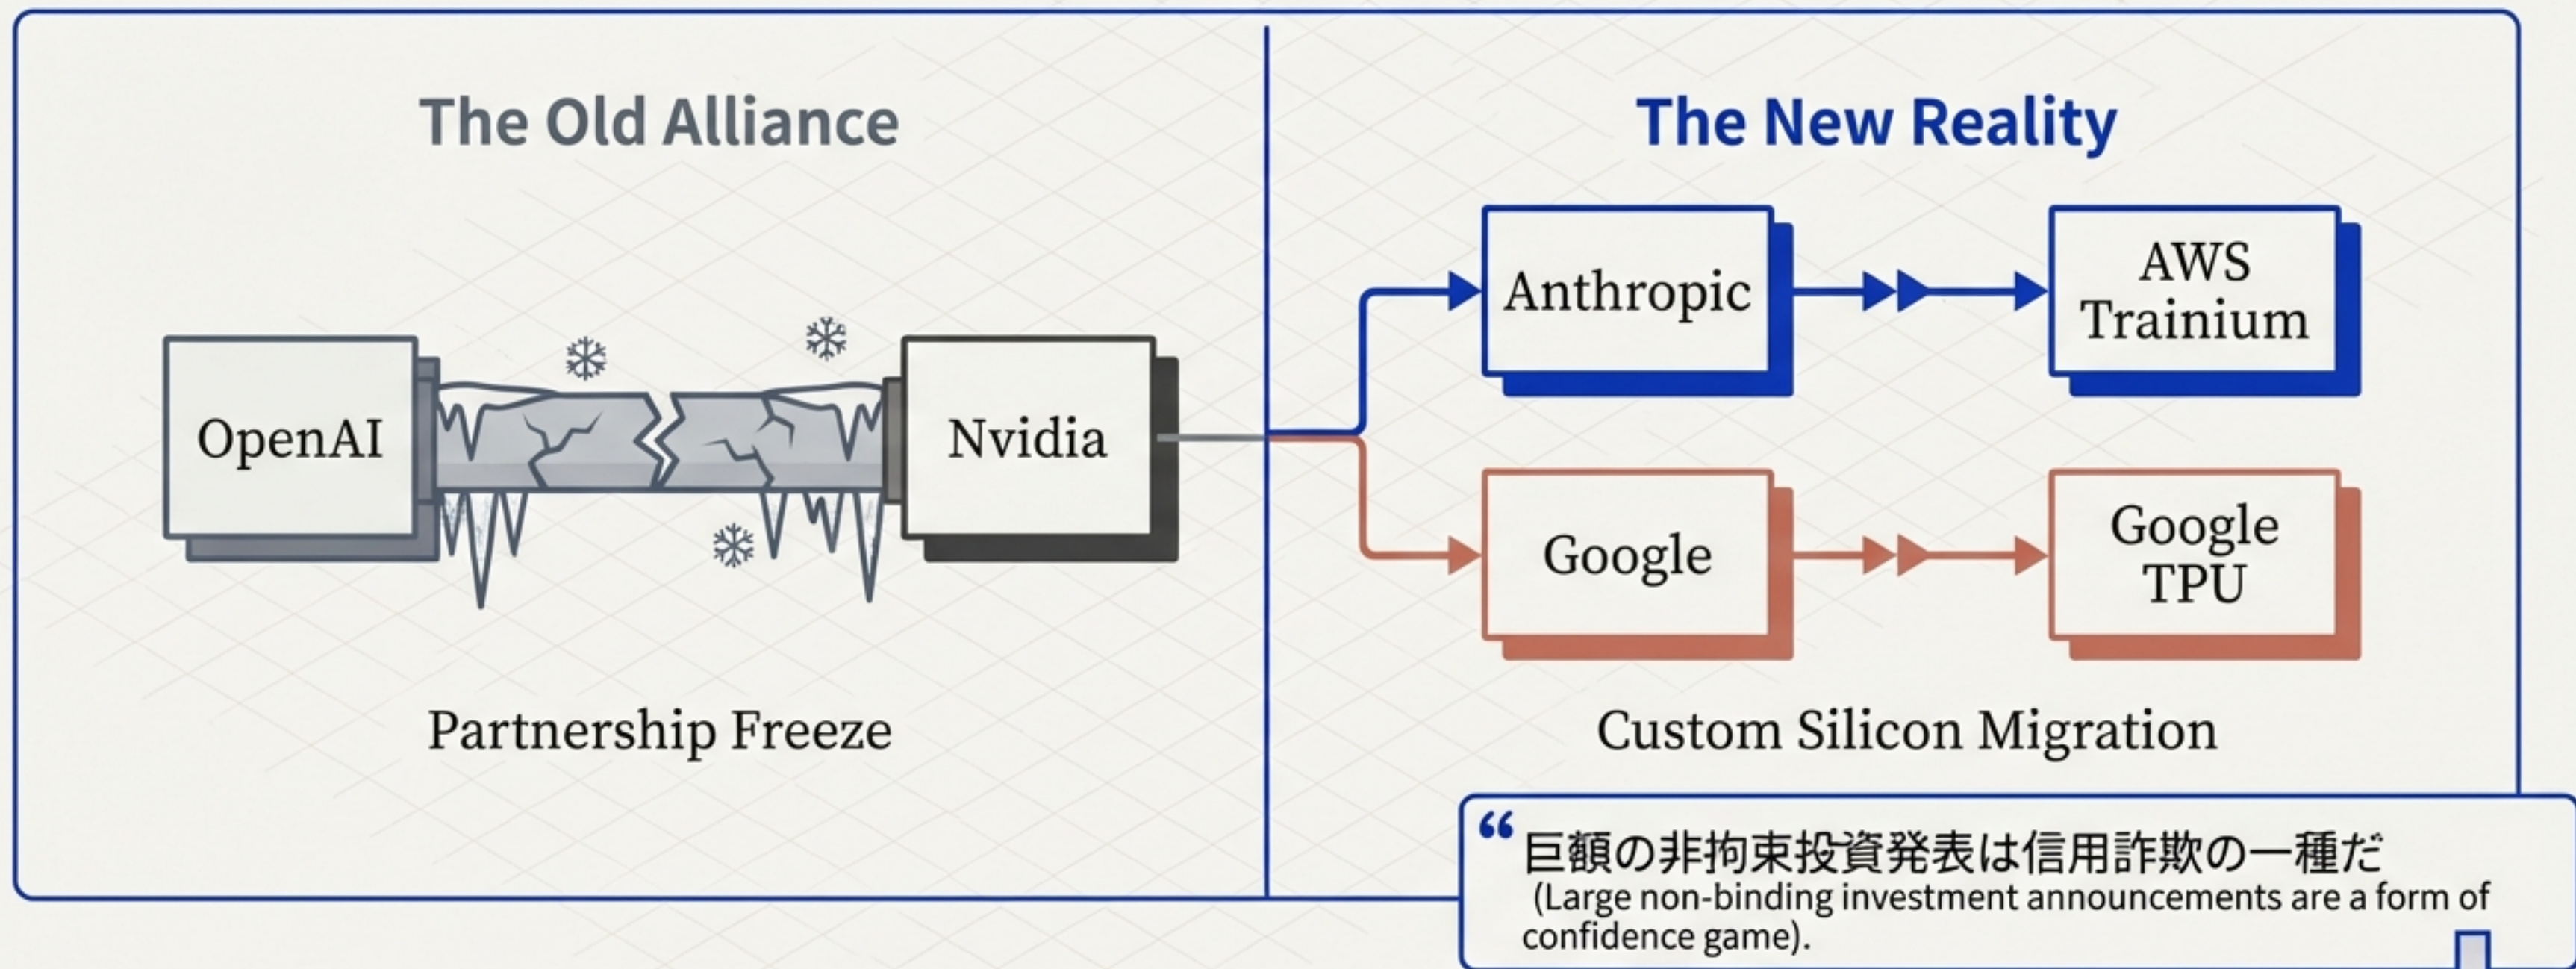 The Old Alliance
OpenAI
Nvidia
Partnership Freeze
The New Reality
Anthropic
AWS
Trainium
Google
Google
TPU
Custom Silicon Migration
“巨額の非拘束投資発表は信用詐欺の一種だ
(Large non-binding investment announcements are a form of
confidence game).